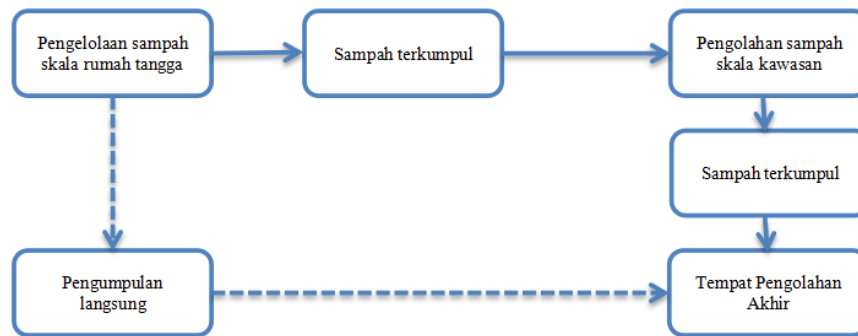 Pengelolaan sampah
skala rumah tangga
Sampah terkumpul
Pengolahan sampah
skala kawasan
Sampah terkumpul
Pengumpulan
langsung
Tempat Pengolahan
Akhir